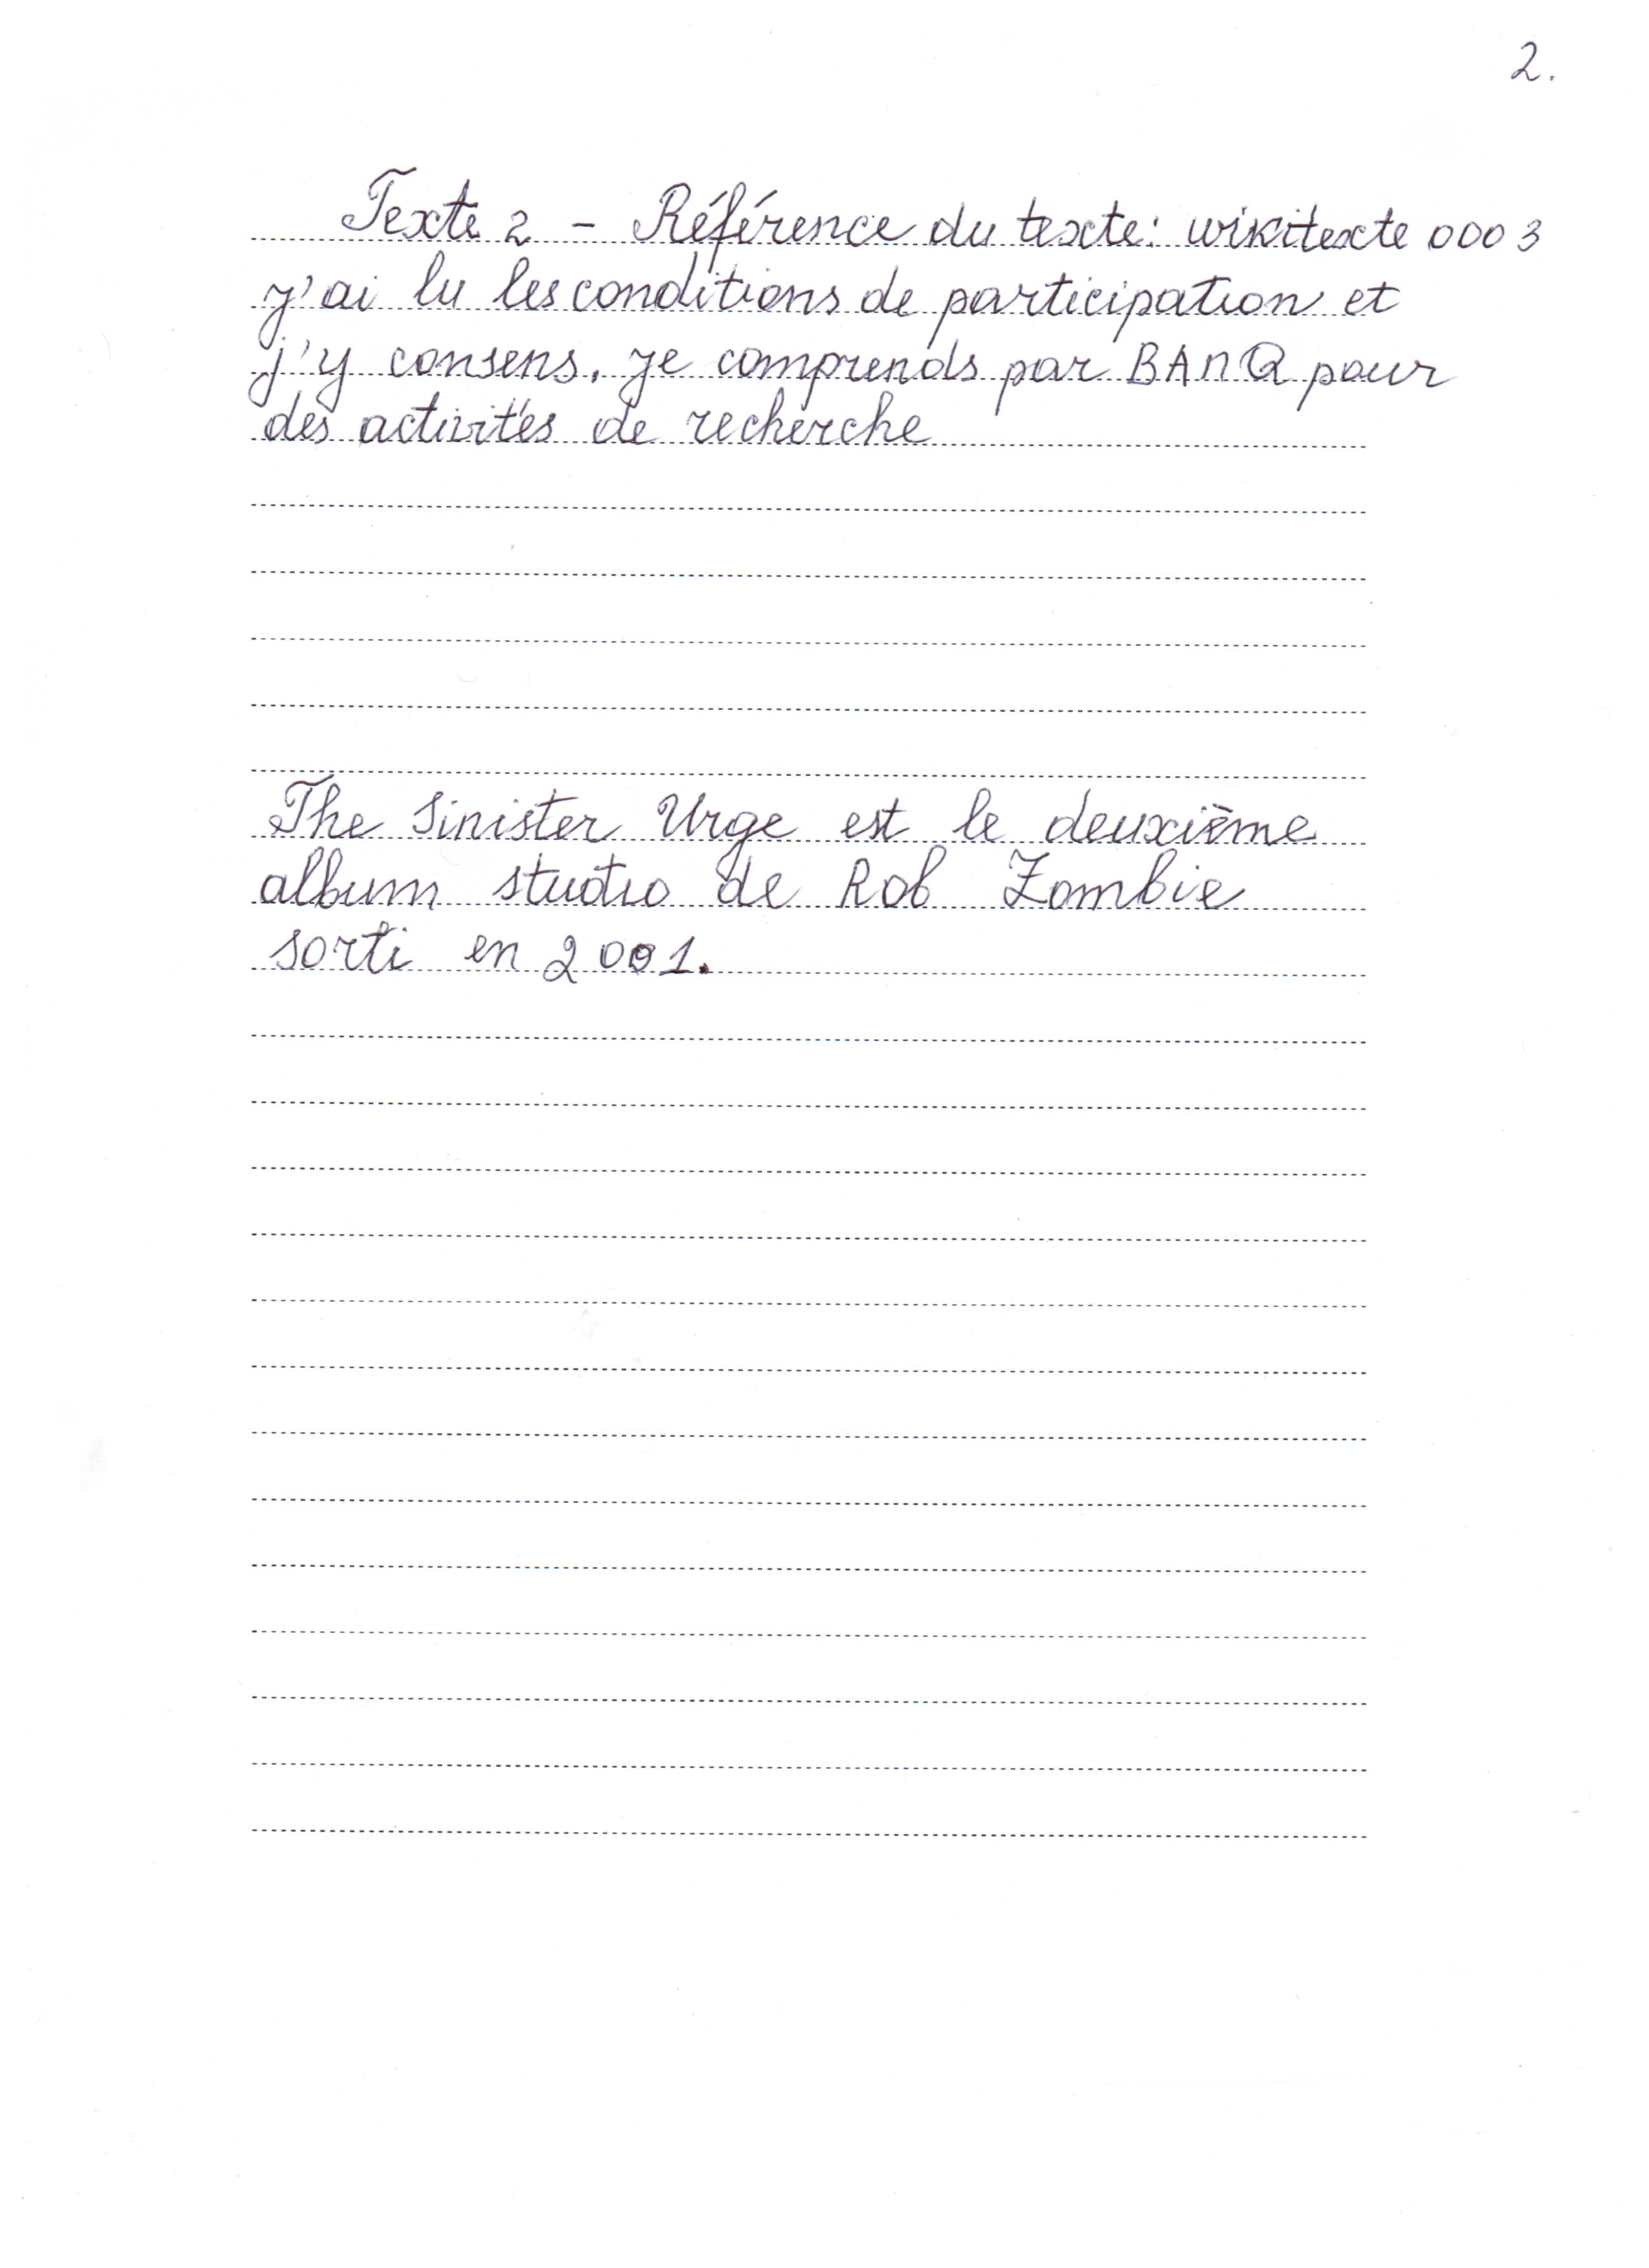 2.
Texte 2 - Référence du texte: wikitexte 0003
j'ai lu les conditions de participation et
j'y consens. je comprends par BAnQ pour
des activités de recherche
The Sinister Urge est le deuxième
album studio de Rob Zombie
sorti en 2001.